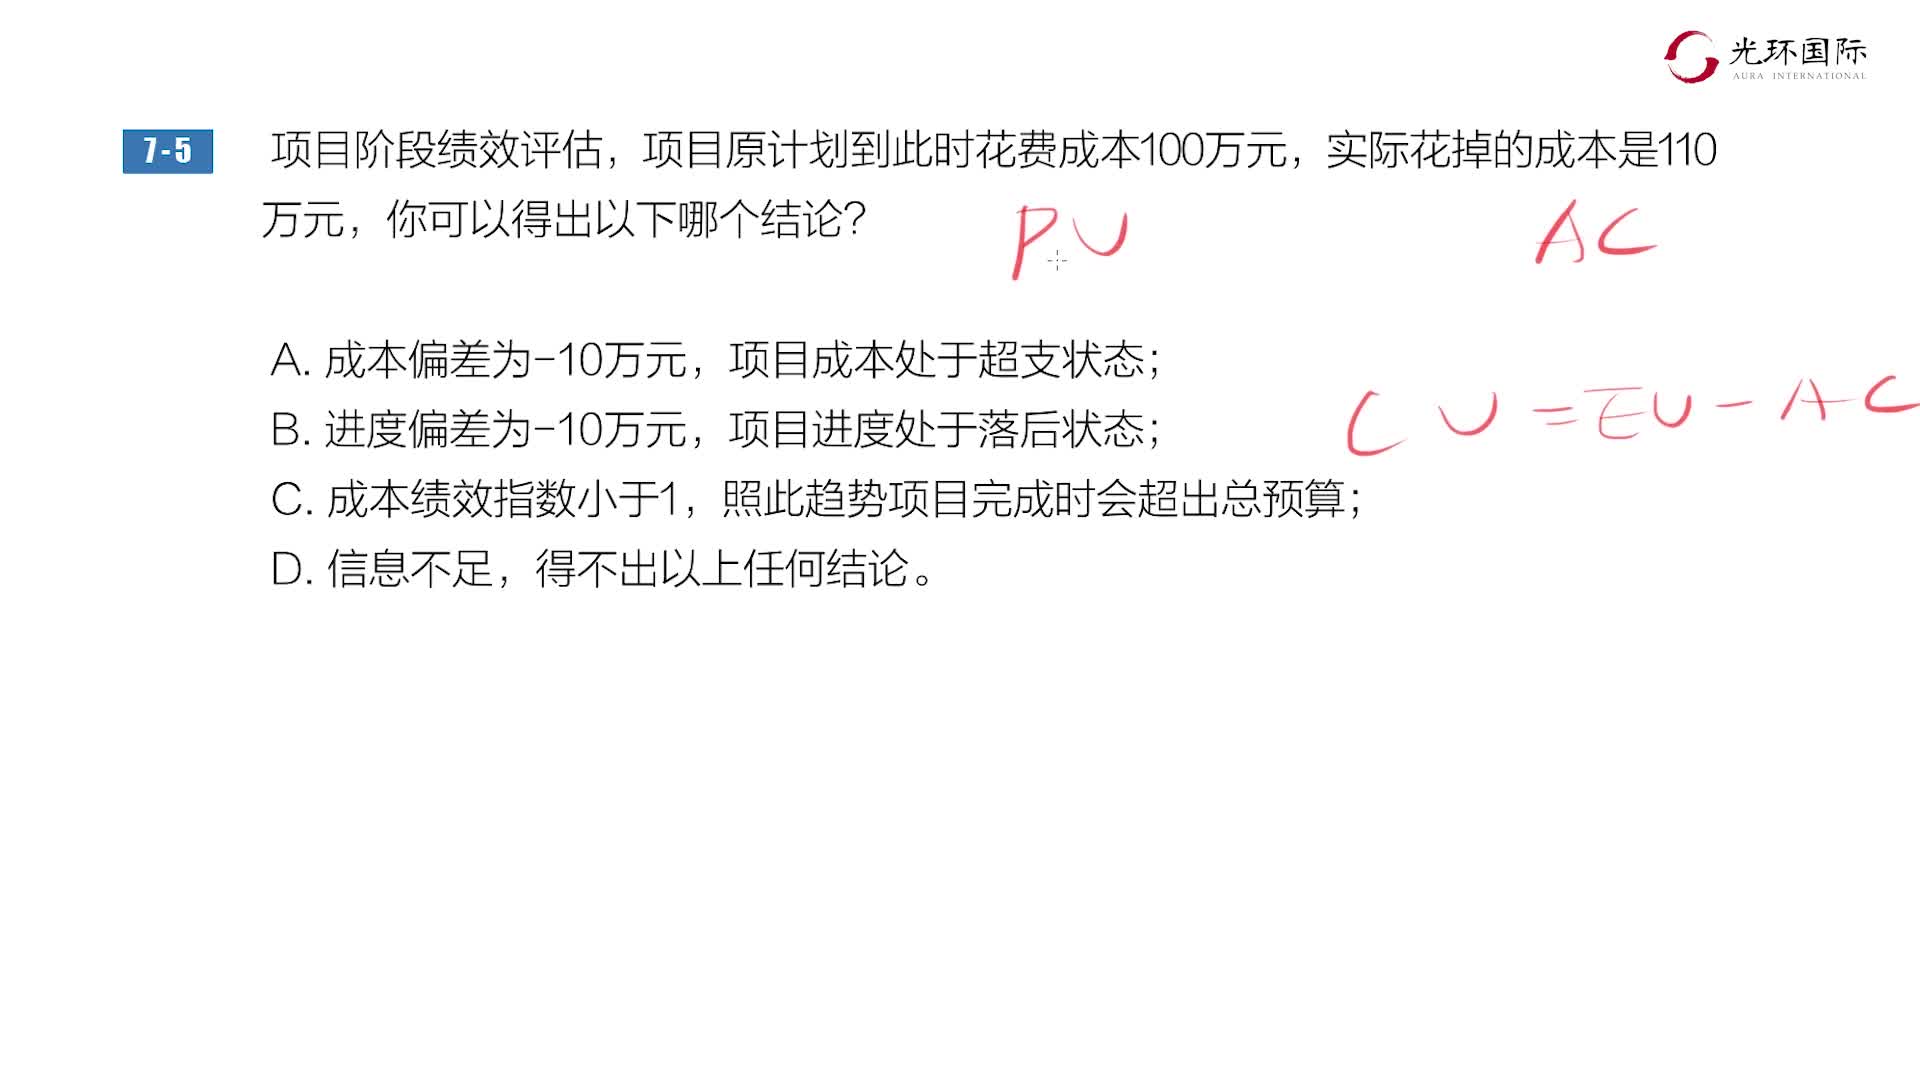 光环国际
AURA INTERNATIONAL
7-5 项目阶段绩效评估，项目原计划到此时花费成本100万元，实际花掉的成本是110
万元，你可以得出以下哪个结论？
PV AC
A. 成本偏差为-10万元，项目成本处于超支状态；
CV=EV-AC
B. 进度偏差为-10万元，项目进度处于落后状态；
C. 成本绩效指数小于1，照此趋势项目完成时会超出总预算；
D. 信息不足，得不出以上任何结论。